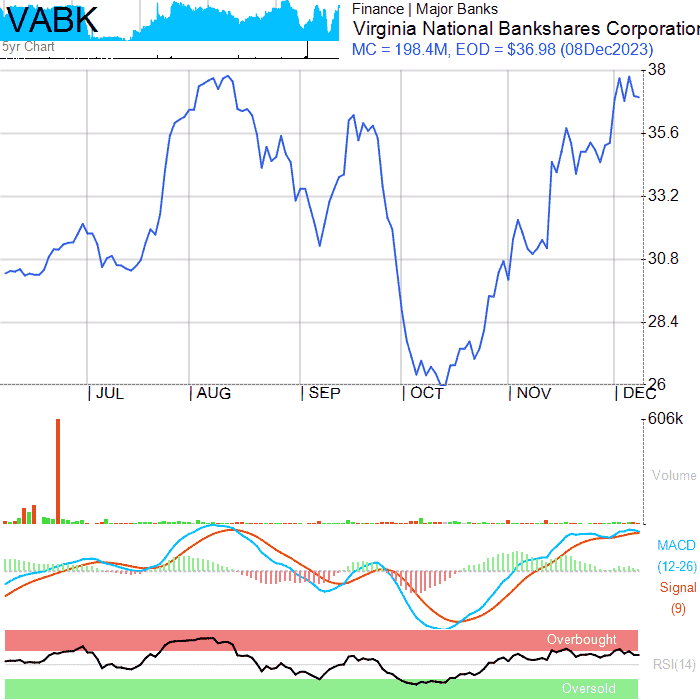 VABK
5yr Chart
Finance | Major Banks
Virginia National Bankshares Corporation
MC = 198.4M, EOD = $36.98 (08Dec2023)
38
35.6
33.2
30.8
28.4
26
JUL
AUG
SEP
OCT
NOV
DEC
606k
Volume
MACD
(12-26)
Signal
(9)
Overbought
RSI(14)
Oversold